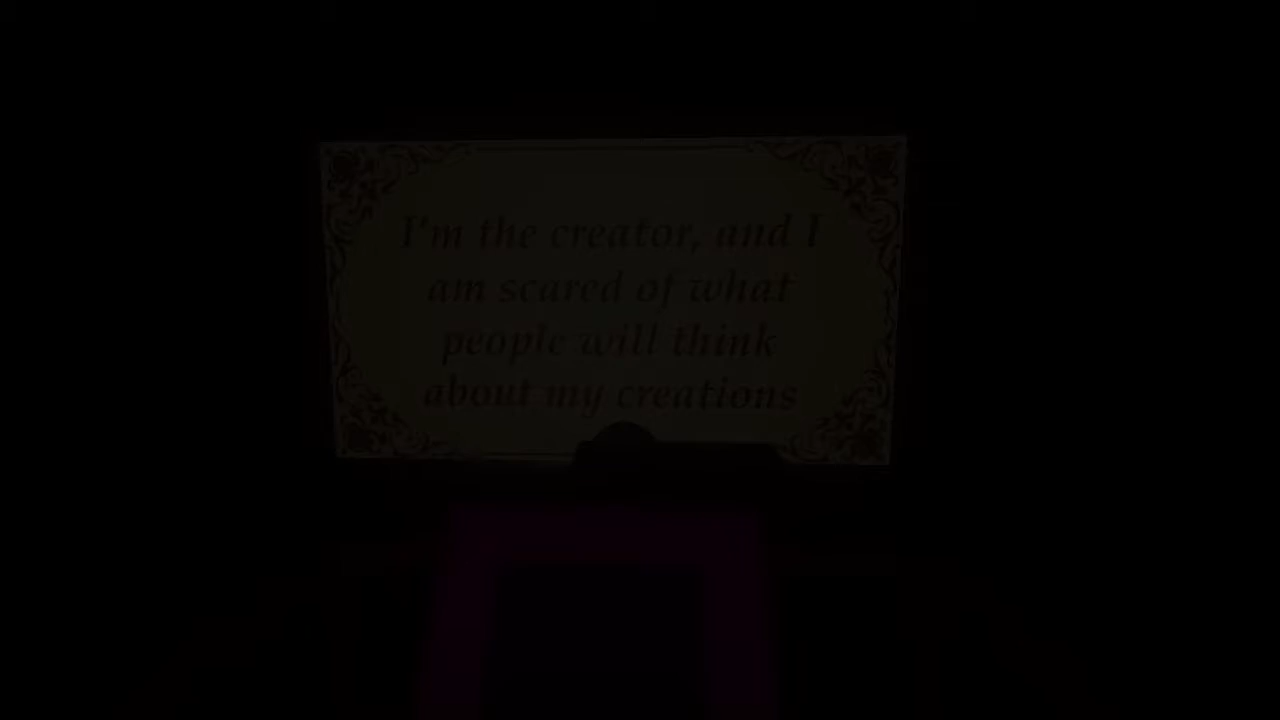 I'm the creator, and I
am scared of what
people will think
about my creations